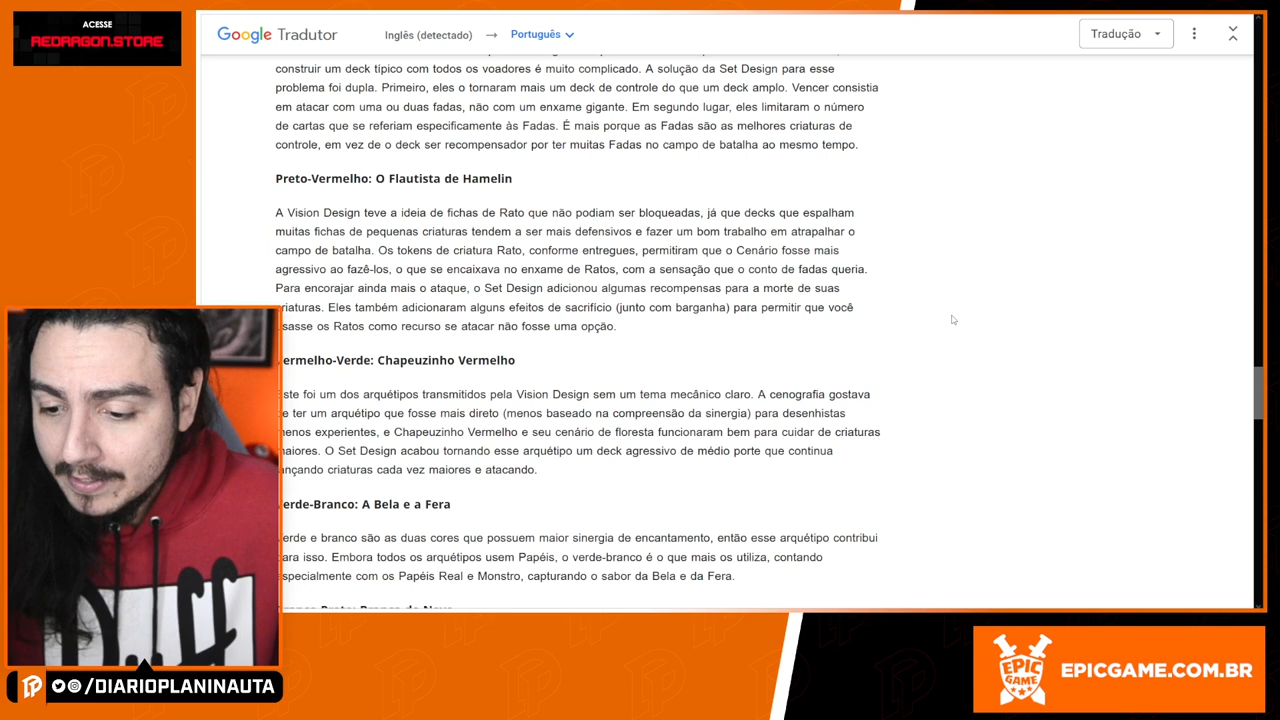 ACESSE
REDRAGON.STORE
Google Tradutor
Inglês (detectado) → Português
Tradução
construir um deck típico com todos os voadores é muito complicado. A solução da Set Design para esse
problema foi dupla. Primeiro, eles o tornaram mais um deck de controle do que um deck amplo. Vencer consistia
em atacar com uma ou duas fadas, não com um enxame gigante. Em segundo lugar, eles limitaram o número
de cartas que se referiam especificamente às Fadas. É mais porque as Fadas são as melhores criaturas de
controle, em vez de o deck ser recompensador por ter muitas Fadas no campo de batalha ao mesmo tempo.
Preto-Vermelho: O Flautista de Hamelin
A Vision Design teve a ideia de fichas de Rato que não podiam ser bloqueadas, já que decks que espalham
muitas fichas de pequenas criaturas tendem a ser mais defensivos e fazer um bom trabalho em atrapalhar o
campo de batalha. Os tokens de criatura Rato, conforme entregues, permitiram que o Cenário fosse mais
agressivo ao fazê-los, o que se encaixava no enxame de Ratos, com a sensação que o conto de fadas queria.
Para encorajar ainda mais o ataque, o Set Design adicionou algumas recompensas para a morte de suas
riaturas. Eles também adicionaram alguns efeitos de sacrifício (junto com barganha) para permitir que você
sasse os Ratos como recurso se atacar não fosse uma opção.
ermelho-Verde: Chapeuzinho Vermelho
ste foi um dos arquétipos transmitidos pela Vision Design sem um tema mecânico claro. A cenografia gostava
e ter um arquétipo que fosse mais direto (menos baseado na compreensão da sinergia) para desenhistas
enos experientes, e Chapeuzinho Vermelho e seu cenário de floresta funcionaram bem para cuidar de criaturas
aiores. O Set Design acabou tornando esse arquétipo um deck agressivo de médio porte que continua
ançando criaturas cada vez maiores e atacando.
erde-Branco: A Bela e a Fera
erde e branco são as duas cores que possuem maior sinergia de encantamento, então esse arquétipo contribui
ara isso. Embora todos os arquétipos usem Papéis, o verde-branco é o que mais os utiliza, contando
specialmente com os Papéis Real e Monstro, capturando o sabor da Bela e da Fera.
/DIARIOPLANINAUTA
EPIC
GAME
EPICGAME.COM.BR